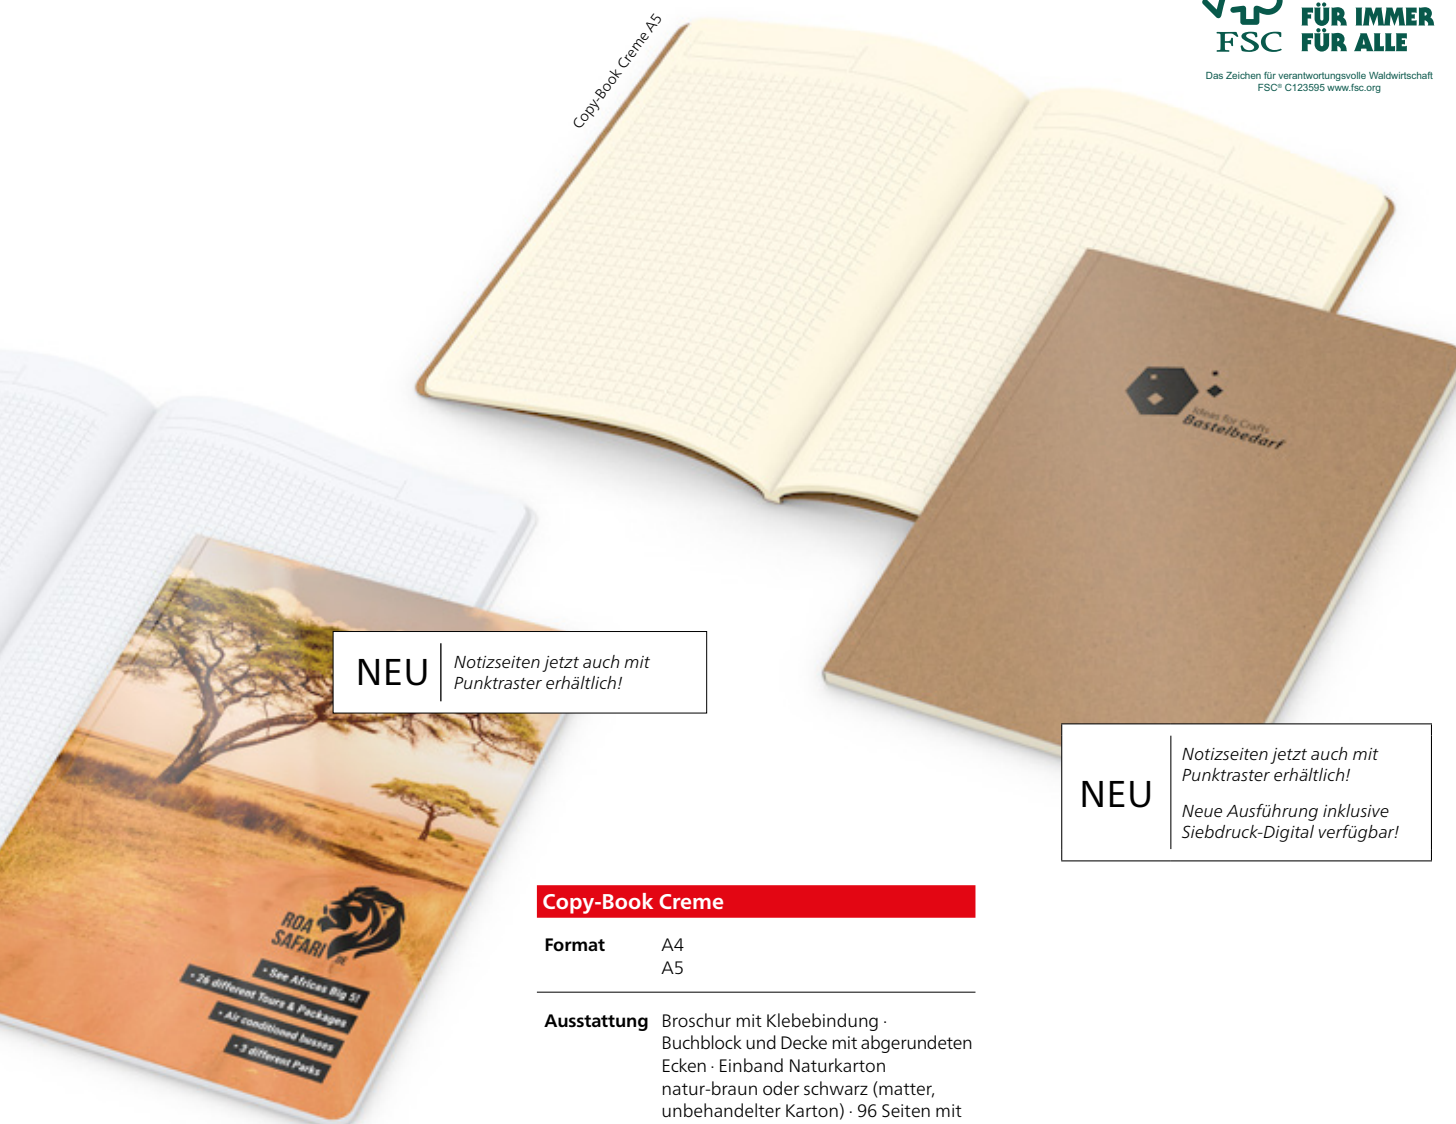 FÜR IMMER
FSC FÜR ALLE
Das Zeichen für verantwortungsvolle Waldwirtschaft
FSC® C123595 www.fsc.org
Copy-Book Creme A5
Ideas for Crafts
Bastelbedarf
NEU
Notizseiten jetzt auch mit
Punktraster erhältlich!
NEU
Notizseiten jetzt auch mit
Punktraster erhältlich!
Neue Ausführung inklusive
Siebdruck-Digital verfügbar!
ROA
SAFARI
.DE
• See Africas Big 5!
• 26 different Tours & Packages
• Air conditioned busses
• 3 different Parks
Copy-Book Creme
Format A4
A5
Ausstattung Broschur mit Klebebindung ·
Buchblock und Decke mit abgerundeten
Ecken · Einband Naturkarton
natur-braun oder schwarz (matter,
unbehandelter Karton) · 96 Seiten mit